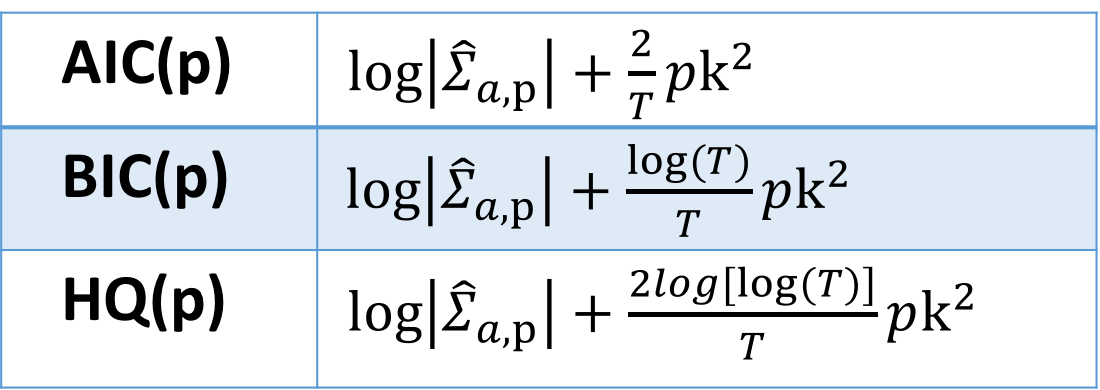 AIC(p) log|Σ̂ₐ,ₚ| + 2/T pk²
BIC(p) log|Σ̂ₐ,ₚ| + log(T)/T pk²
HQ(p) log|Σ̂ₐ,ₚ| + 2log[log(T)]/T pk²